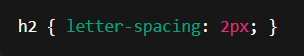 h2 { letter-spacing: 2px; }